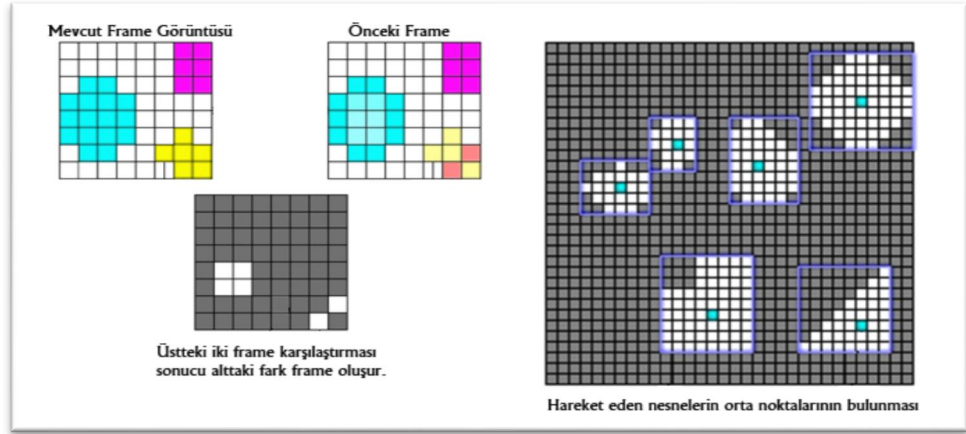 Mevcut Frame Görüntüsü
Önceki Frame
Üstteki iki frame karşılaştırması
sonucu alttaki fark frame oluşur.
Hareket eden nesnelerin orta noktalarının bulunması